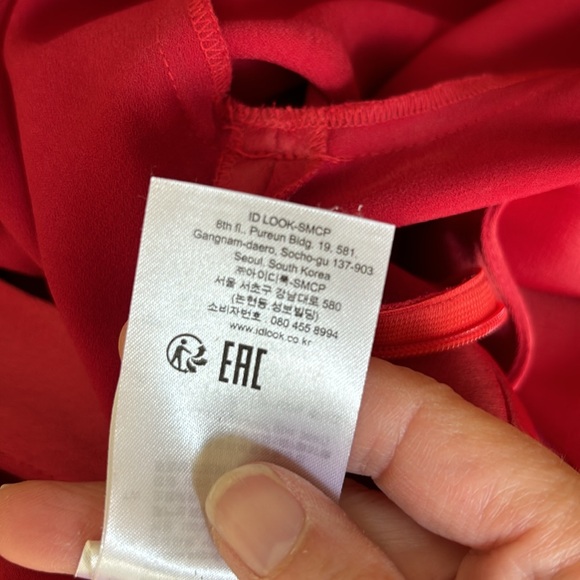 ID LOOK-SMCP
8th fl., Pureun Bldg. 19, 581,
Gangnam-daero, Socho-gu 137-903
Seoul, South Korea
㈜아이디룩-SMCP
서울 서초구 강남대로 580
(논현동,성보빌딩)
소비자번호 : 080 455 8994
www.idlook.co.kr
EAC